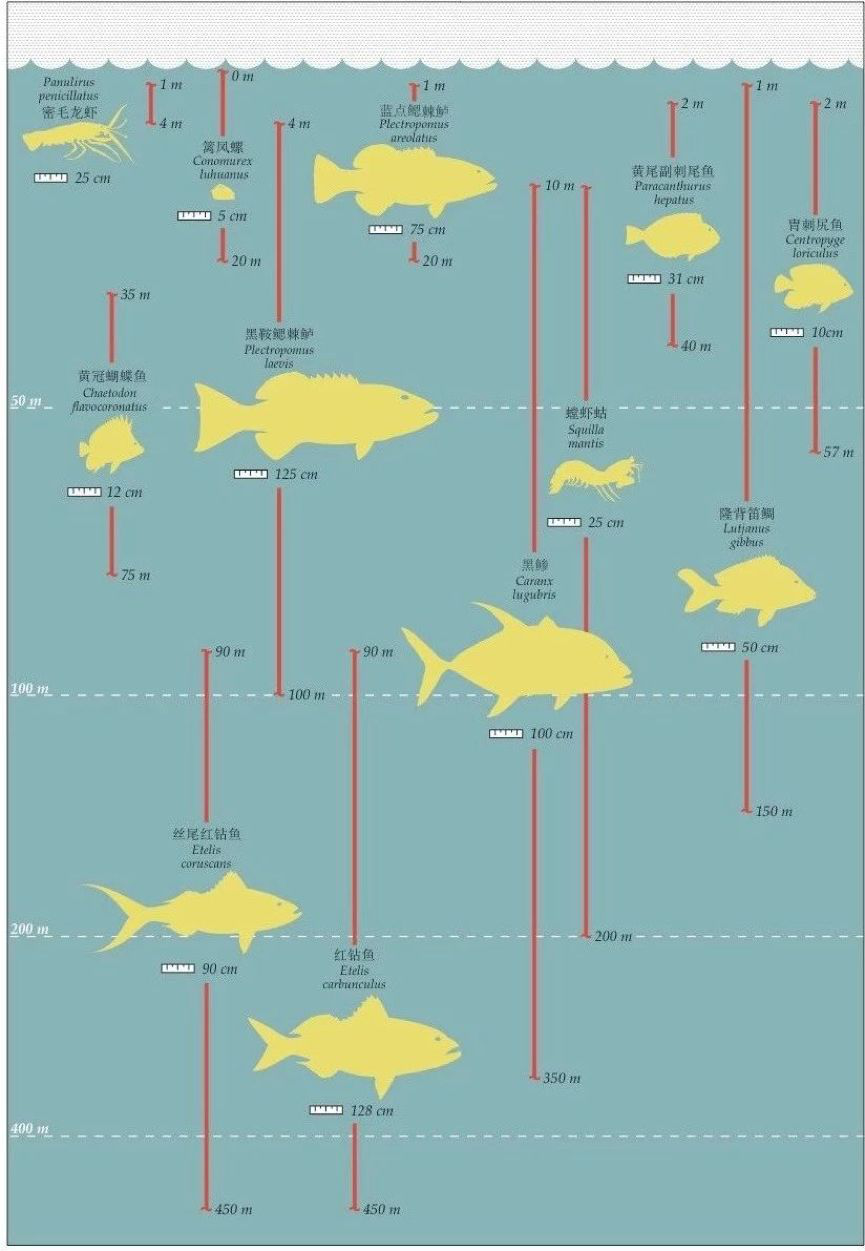 Panulirus
penicillatus
密毛龙虾
1 m
4 m
25 cm
0 m
篱凤螺
Conomurex
luhuanus
5 cm
20 m
4 m
黑鞍鳃棘鲈
Plectropomus
laevis
125 cm
100 m
1 m
蓝点鳃棘鲈
Plectropomus
areolatus
75 cm
20 m
10 m
黑鲹
Caranx
lugubris
100 cm
350 m
螳虾蛄
Squilla
mantis
25 cm
200 m
2 m
黄尾副刺尾鱼
Paracanthurus
hepatus
31 cm
40 m
1 m
隆背笛鲷
Lutjanus
gibbus
50 cm
150 m
2 m
胄刺尻鱼
Centropyge
loriculus
10cm
57 m
35 m
黄冠蝴蝶鱼
Chaetodon
flavocoronatus
12 cm
75 m
50 m
100 m
90 m
丝尾红钻鱼
Etelis
coruscans
90 cm
450 m
90 m
红钻鱼
Etelis
carbunculus
128 cm
450 m
200 m
400 m